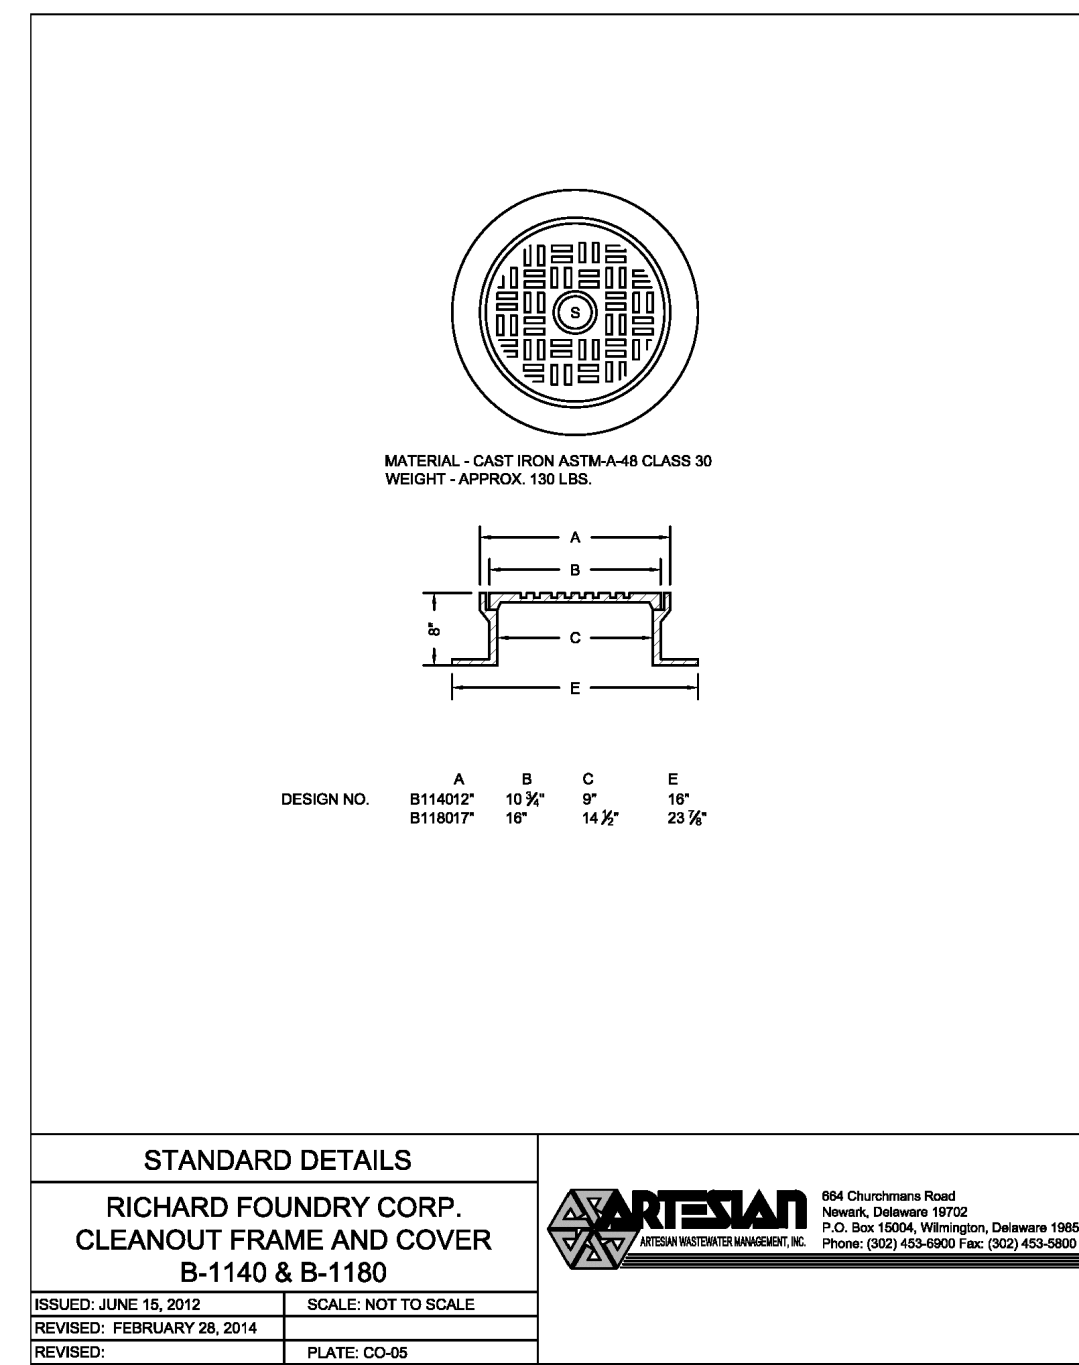 S
MATERIAL - CAST IRON ASTM-A-48 CLASS 30
WEIGHT - APPROX. 130 LBS.
A
B
8"
C
E
A B C E
DESIGN NO. B114012" 10 ¾" 9" 16"
B118017" 16" 14 ½" 23 ⅞"
STANDARD DETAILS
RICHARD FOUNDRY CORP.
CLEANOUT FRAME AND COVER
B-1140 & B-1180
ISSUED: JUNE 15, 2012 SCALE: NOT TO SCALE
REVISED: FEBRUARY 28, 2014
REVISED: PLATE: CO-05
ARTESIAN
ARTESIAN WASTEWATER MANAGEMENT, INC.
664 Churchmans Road
Newark, Delaware 19702
P.O. Box 15004, Wilmington, Delaware 1985
Phone: (302) 453-6900 Fax: (302) 453-5800